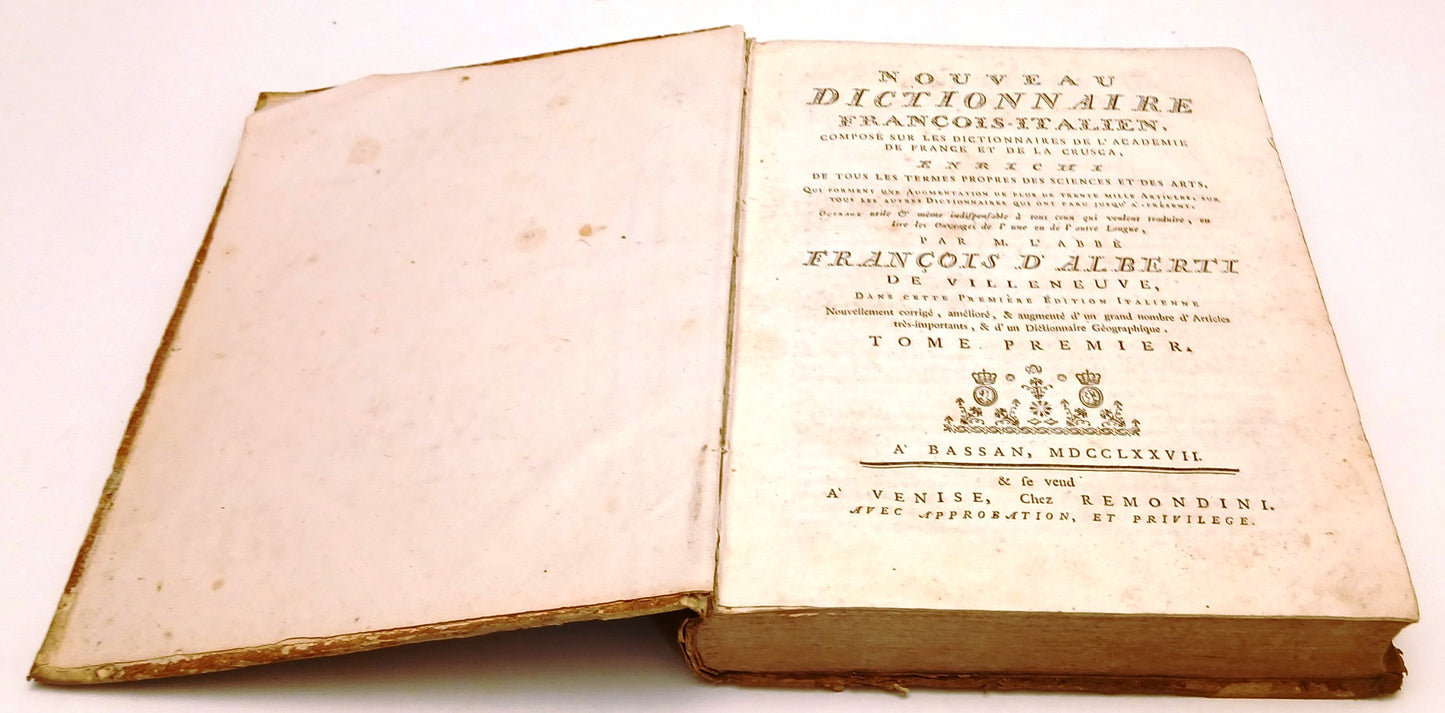 NOUVEAU
DICTIONNAIRE
FRANÇOIS-ITALIEN,
COMPOSÉ SUR LES DICTIONNAIRES DE L'ACADÉMIE
DE FRANCE ET DE LA CRUSCA,
ENRICHI
DE TOUS LES TERMES PROPRES DES SCIENCES ET DES ARTS,
QUI FORMENT UNE AUGMENTATION DE PLUS DE TRENTE MILLE ARTICLES, SUR
TOUS LES AUTRES DICTIONNAIRES QUI ONT PARU JUSQU' À-PRÉSENT.
OUVRAGE utile & même indispenſable à tous ceux qui veulent traduire, ou
lire les Ouvrages de l' une ou de l' autre Langue,
PAR M. L'ABBÉ
FRANÇOIS D'ALBERTI
DE VILLENEUVE,
DANS CETTE PREMIÈRE ÉDITION ITALIENNE
Nouvellement corrigé, amélioré, & augmenté d' un grand nombre d' Articles
très-importants, & d' un Dictionnaire Géographique.
TOME PREMIER.
A' BASSAN, MDCCLXXVII.
& ſe vend
A' VENISE, Chez REMONDINI.
AVEC APPROBATION, ET PRIVILEGE.